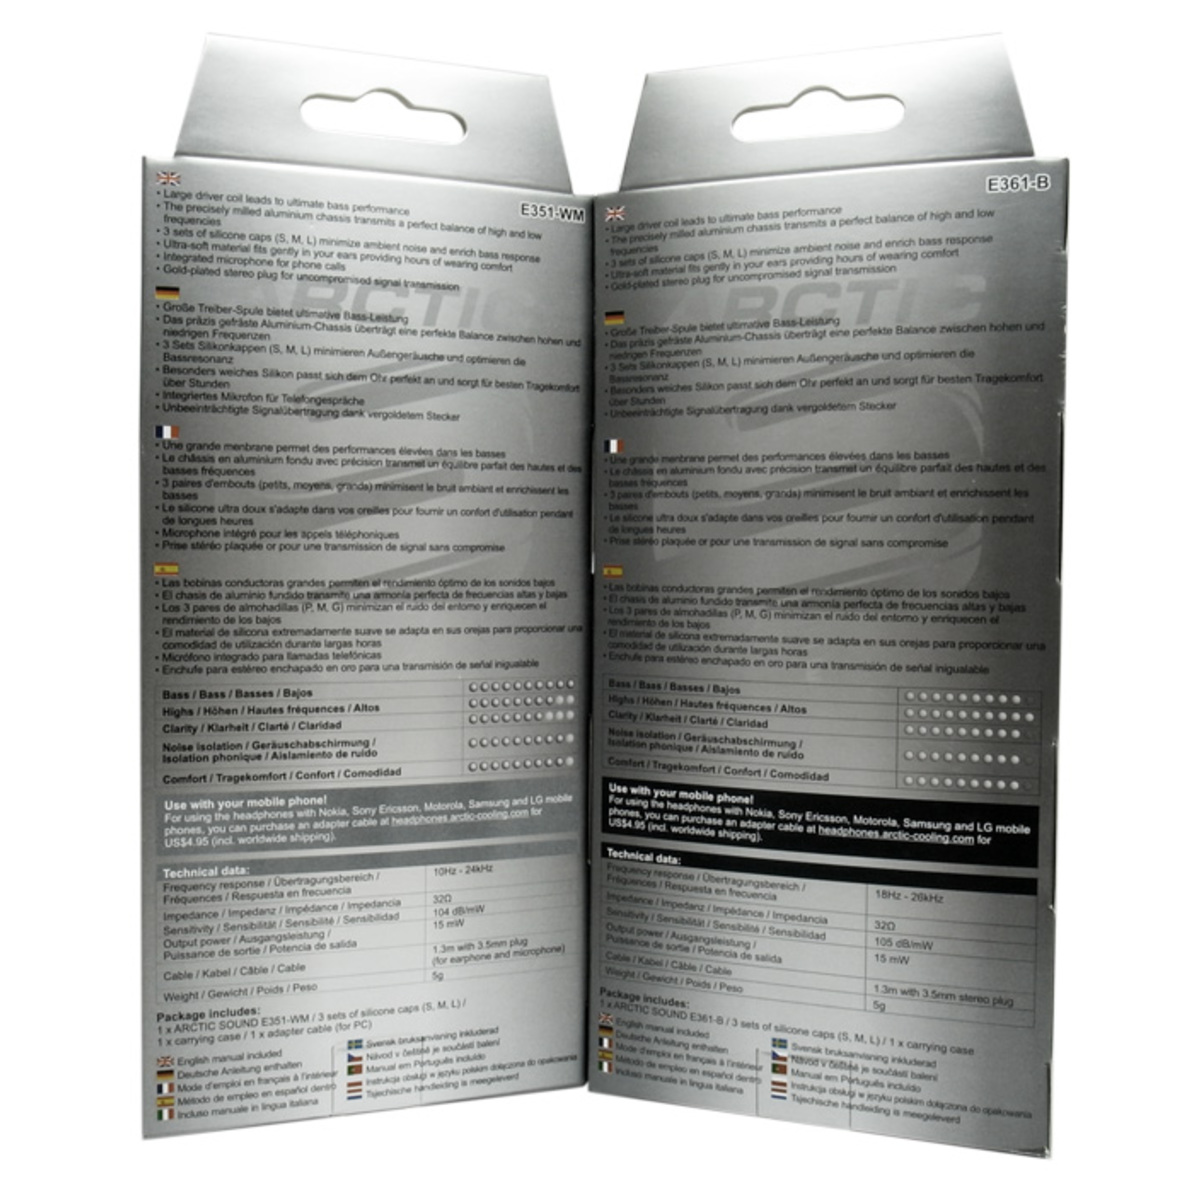 E351-WM
• Large driver coil leads to ultimate bass performance
• The precisely milled aluminium chassis transmits a perfect balance of high and low
frequencies
• 3 sets of silicone caps (S, M, L) minimize ambient noise and enrich bass response
• Ultra-soft material fits gently in your ears providing hours of wearing comfort
• Integrated microphone for phone calls
• Gold-plated stereo plug for uncompromised signal transmission
ARCTIC
• Große Treiber-Spule bietet ultimative Bass-Leistung
• Das präzis gefräste Aluminium-Chassis überträgt eine perfekte Balance zwischen hohen und
niedrigen Frequenzen
• 3 Sets Silikonkappen (S, M, L) minimieren Außengeräusche und optimieren die
Bassresonanz
• Besonders weiches Silikon passt sich dem Ohr perfekt an und sorgt für besten Tragekomfort
über Stunden
• Integriertes Mikrofon für Telefongespräche
• Unbeeinträchtigte Signalübertragung dank vergoldetem Stecker
• Une grande menbrane permet des performances élevées dans les basses
• Le châssis en aluminium fondu avec précision transmet un équilibre parfait des hautes et des
basses fréquences
• 3 paires d'embouts (petits, moyens, grands) minimisent le bruit ambiant et enrichissent les
basses
• Le silicone ultra doux s'adapte dans vos oreilles pour fournir un confort d'utilisation pendant
de longues heures
• Microphone intégré pour les appels téléphoniques
• Prise stéréo plaquée or pour une transmission de signal sans compromise
• Las bobinas conductoras grandes permiten el rendimiento óptimo de los sonidos bajos
• El chasis de aluminio fundido transmite una armonía perfecta de frecuencias altas y bajas
• Los 3 pares de almohadillas (P, M, G) minimizan el ruido del entorno y enriquecen el
rendimiento de los bajos
• El material de silicona extremadamente suave se adapta en sus orejas para proporcionar una
comodidad de utilización durante largas horas
• Micrófono integrado para llamadas telefónicas
• Enchufe para estéreo enchapado en oro para una transmisión de señal inigualable
Bass / Bass / Basses / Bajos
Highs / Höhen / Hautes fréquences / Altos
Clarity / Klarheit / Clarté / Claridad
Noise isolation / Geräuschabschirmung /
Isolation phonique / Aislamiento de ruido
Comfort / Tragekomfort / Confort / Comodidad
Use with your mobile phone!
For using the headphones with Nokia, Sony Ericsson, Motorola, Samsung and LG mobile
phones, you can purchase an adapter cable at headphones.arctic-cooling.com for
US$4.95 (incl. worldwide shipping).
Technical data:
Frequency response / Übertragungsbereich /
Fréquences / Respuesta en frecuencia
10Hz - 24kHz
Impedance / Impedanz / Impédance / Impedancia
32Ω
Sensitivity / Sensibilität / Sensibilité / Sensibilidad
104 dB/mW
Output power / Ausgangsleistung /
Puissance de sortie / Potencia de salida
15 mW
Cable / Kabel / Câble / Cable
1.3m with 3.5mm plug
(for earphone and microphone)
Weight / Gewicht / Poids / Peso
5g
Package includes:
1 x ARCTIC SOUND E351-WM / 3 sets of silicone caps (S, M, L) /
1 x carrying case / 1 x adapter cable (for PC)
English manual included
Deutsche Anleitung enthalten
Mode d'emploi en français à l'intérieur
Método de empleo en español dentro
Incluso manuale in lingua Italiana
Svensk bruksanvisning inkluderad
Návod v češtině je součástí balení
Manual em Português incluído
Instrukcja obsługi w języku polskim dołączona do opakowania
Tsjechische handleiding is meegeleverd
E361-B
• Large driver coil leads to ultimate bass performance
• The precisely milled aluminium chassis transmits a perfect balance of high and low
frequencies
• 3 sets of silicone caps (S, M, L) minimize ambient noise and enrich bass response
• Ultra-soft material fits gently in your ears providing hours of wearing comfort
• Gold-plated stereo plug for uncompromised signal transmission
ARCTIC
• Große Treiber-Spule bietet ultimative Bass-Leistung
• Das präzis gefräste Aluminium-Chassis überträgt eine perfekte Balance zwischen hohen und
niedrigen Frequenzen
• 3 Sets Silikonkappen (S, M, L) minimieren Außengeräusche und optimieren die
Bassresonanz
• Besonders weiches Silikon passt sich dem Ohr perfekt an und sorgt für besten Tragekomfort
über Stunden
• Unbeeinträchtigte Signalübertragung dank vergoldetem Stecker
• Une grande menbrane permet des performances élevées dans les basses
• Le châssis en aluminium fondu avec précision transmet un équilibre parfait des hautes et des
basses fréquences
• 3 paires d'embouts (petits, moyens, grands) minimisent le bruit ambiant et enrichissent les
basses
• Le silicone ultra doux s'adapte dans vos oreilles pour fournir un confort d'utilisation pendant
de longues heures
• Prise stéréo plaquée or pour une transmission de signal sans compromise
• Las bobinas conductoras grandes permiten el rendimiento óptimo de los sonidos bajos
• El chasis de aluminio fundido transmite una armonía perfecta de frecuencias altas y bajas
• Los 3 pares de almohadillas (P, M, G) minimizan el ruido del entorno y enriquecen el
rendimiento de los bajos
• El material de silicona extremadamente suave se adapta en sus orejas para proporcionar una
comodidad de utilización durante largas horas
• Enchufe para estéreo enchapado en oro para una transmisión de señal inigualable
Bass / Bass / Basses / Bajos
Highs / Höhen / Hautes fréquences / Altos
Clarity / Klarheit / Clarté / Claridad
Noise isolation / Geräuschabschirmung /
Isolation phonique / Aislamiento de ruido
Comfort / Tragekomfort / Confort / Comodidad
Use with your mobile phone!
For using the headphones with Nokia, Sony Ericsson, Motorola, Samsung and LG mobile
phones, you can purchase an adapter cable at headphones.arctic-cooling.com for
US$4.95 (incl. worldwide shipping).
Technical data:
Frequency response / Übertragungsbereich /
Fréquences / Respuesta en frecuencia
18Hz - 26kHz
Impedance / Impedanz / Impédance / Impedancia
32Ω
Sensitivity / Sensibilität / Sensibilité / Sensibilidad
105 dB/mW
Output power / Ausgangsleistung /
Puissance de sortie / Potencia de salida
15 mW
Cable / Kabel / Câble / Cable
1.3m with 3.5mm stereo plug
Weight / Gewicht / Poids / Peso
5g
Package includes:
1 x ARCTIC SOUND E361-B / 3 sets of silicone caps (S, M, L) / 1 x carrying case
English manual included
Deutsche Anleitung enthalten
Mode d'emploi en français à l'intérieur
Método de empleo en español dentro
Incluso manuale in lingua Italiana
Svensk bruksanvisning inkluderad
Návod v češtině je součástí balení
Manual em Português incluído
Instrukcja obsługi w języku polskim dołączona do opakowania
Tsjechische handleiding is meegeleverd